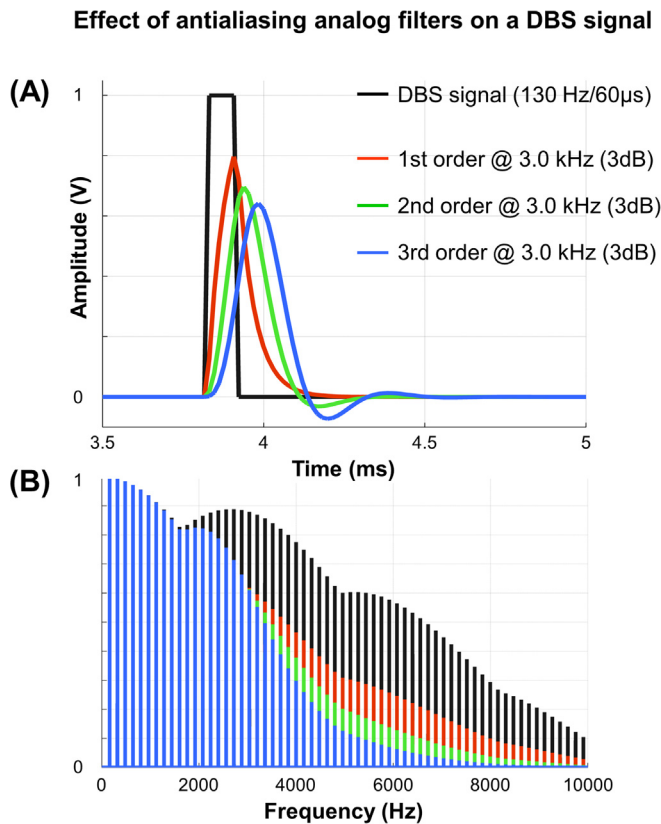 Effect of antialiasing analog filters on a DBS signal
(A)
1
DBS signal (130 Hz/60µs)
1st order @ 3.0 kHz (3dB)
2nd order @ 3.0 kHz (3dB)
3rd order @ 3.0 kHz (3dB)
Amplitude (V)
0
3.5 4 4.5 5
Time (ms)
(B)
1
0
0 2000 4000 6000 8000 10000
Frequency (Hz)